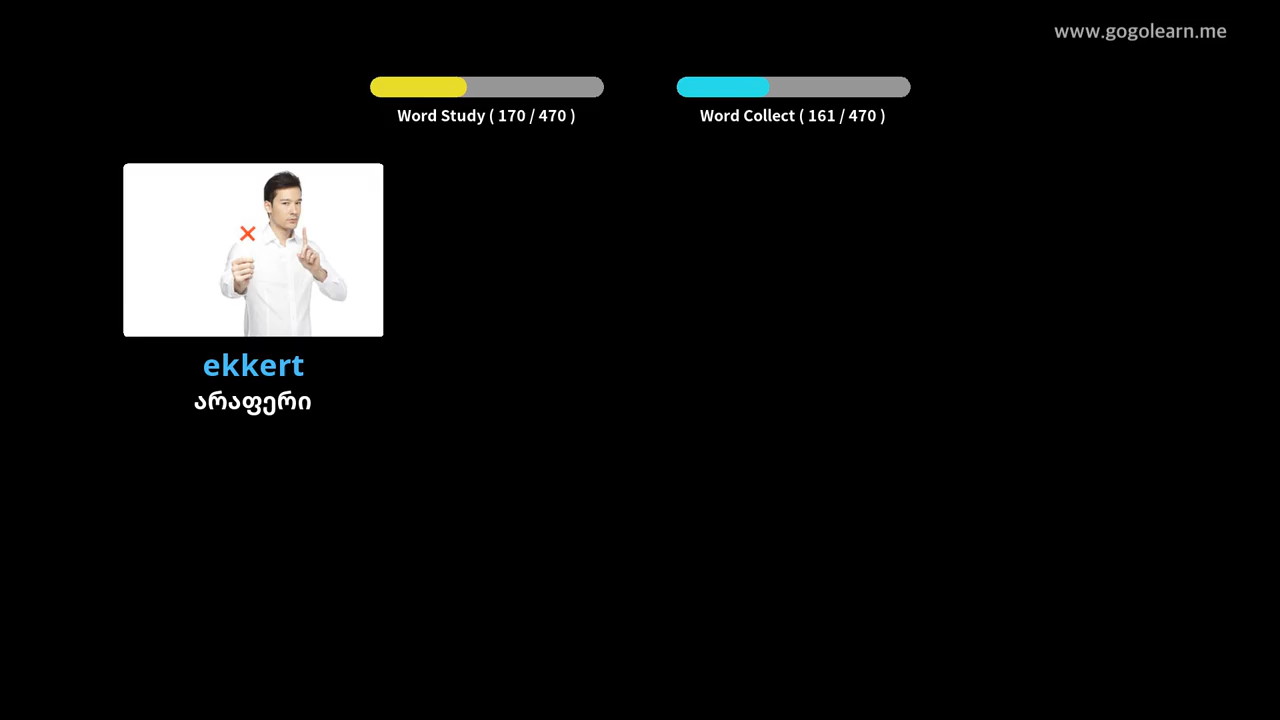 www.gogolearn.me
Word Study ( 170 / 470 )
Word Collect ( 161 / 470 )
ekkert
არაფერი